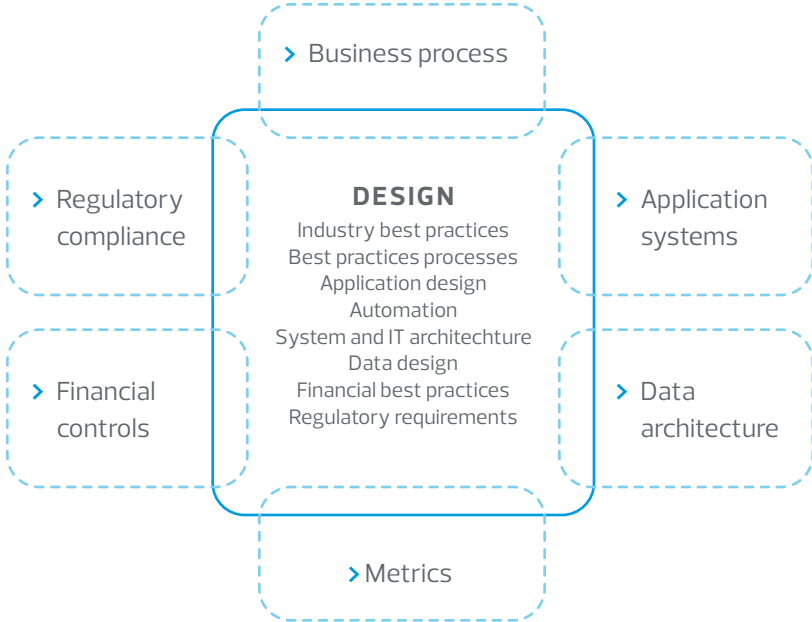 Business process
Regulatory
compliance
DESIGN
Industry best practices
Best practices processes
Application design
Automation
System and IT architechture
Data design
Financial best practices
Regulatory requirements
Application
systems
Financial
controls
Data
architecture
Metrics